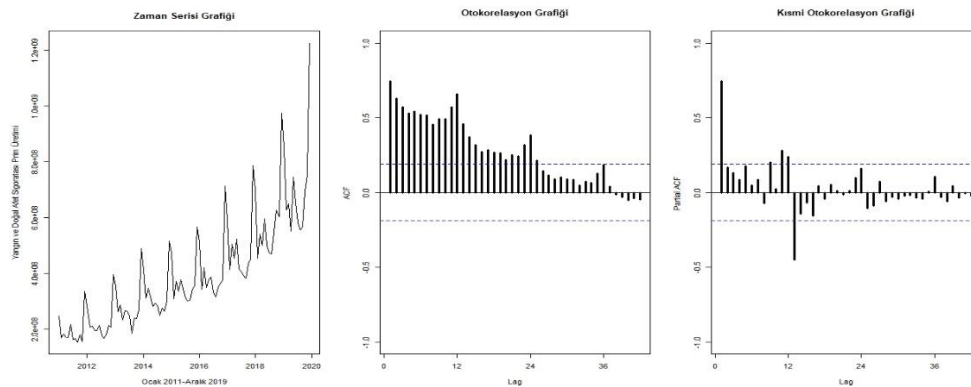 Zaman Serisi Grafiği
Yangın ve Doğal Afet Sigortası Prim Üretimi
2.0e+08
4.0e+08
6.0e+08
8.0e+08
1.0e+09
1.2e+09
2012
2014
2016
2018
2020
Ocak 2011-Aralık 2019
Otokorelasyon Grafiği
ACF
1.0
0.5
0.0
-0.5
-1.0
0
12
24
36
Lag
Kısmi Otokorelasyon Grafiği
Partial ACF
1.0
0.5
0.0
-0.5
-1.0
0
12
24
36
Lag